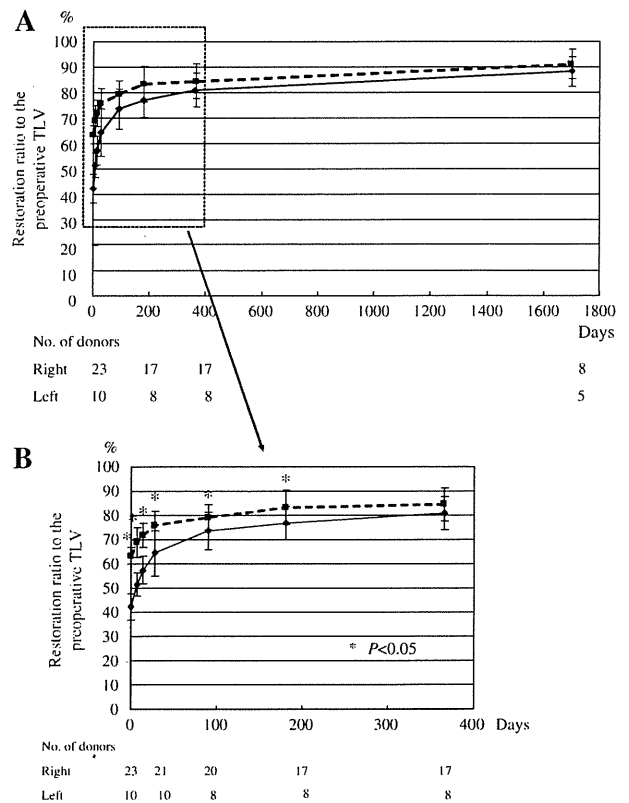 A
%
100
90
80
70
60
50
40
30
20
10
0
Restoration ratio to the
preoperative TLV
0 200 400 600 800 1000 1200 1400 1600 1800
Days
No. of donors
Right 23 17 17 8
Left 10 8 8 5
B
%
100
90
80
70
60
50
40
30
20
10
0
Restoration ratio to the
preoperative TLV
* * * * * *
* P<0.05
0 100 200 300 400 Days
No. of donors
Right 23 21 20 17 17
Left 10 10 8 8 8